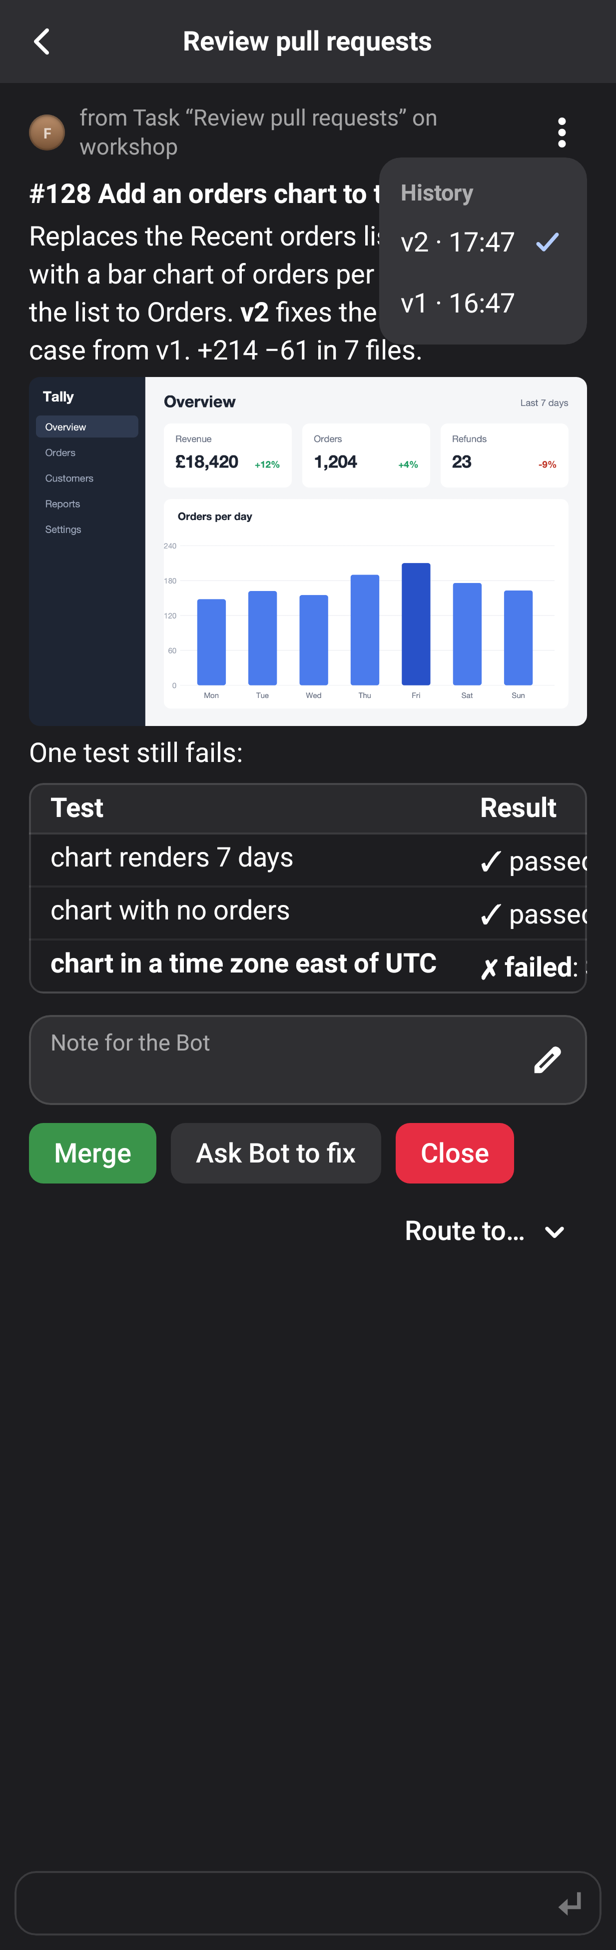 Review pull requests
F
from Task “Review pull requests” on
workshop
#128 Add an orders chart to t
History
v2 · 17:47
v1 · 16:47
Replaces the Recent orders lis
with a bar chart of orders per
the list to Orders. v2 fixes the
case from v1. +214 −61 in 7 files.
Tally
Overview
Orders
Customers
Reports
Settings
Overview
Last 7 days
Revenue
£18,420 +12%
Orders
1,204 +4%
Refunds
23 -9%
Orders per day
240
180
120
60
0
Mon Tue Wed Thu Fri Sat Sun
One test still fails:
Test Result
chart renders 7 days ✓ passed
chart with no orders ✓ passed
chart in a time zone east of UTC ✗ failed:
Note for the Bot
Merge Ask Bot to fix Close
Route to...